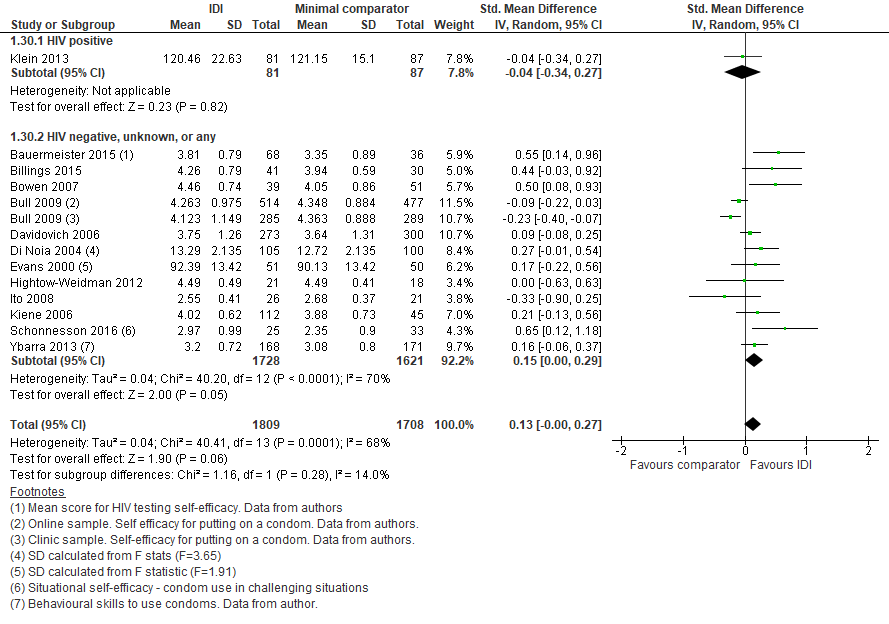 IDI Minimal comparator Std. Mean Difference Std. Mean Difference
Study or Subgroup Mean SD Total Mean SD Total Weight IV, Random, 95% CI IV, Random, 95% CI
1.30.1 HIV positive
Klein 2013 120.46 22.63 81 121.15 15.1 87 7.8% -0.04 [-0.34, 0.27]
Subtotal (95% CI) 81 87 7.8% -0.04 [-0.34, 0.27]
Heterogeneity: Not applicable
Test for overall effect: Z = 0.23 (P = 0.82)
1.30.2 HIV negative, unknown, or any
Bauermeister 2015 (1) 3.81 0.79 68 3.35 0.89 36 5.9% 0.55 [0.14, 0.96]
Billings 2015 4.26 0.79 41 3.94 0.59 30 5.0% 0.44 [-0.03, 0.92]
Bowen 2007 4.46 0.74 39 4.05 0.86 51 5.7% 0.50 [0.08, 0.93]
Bull 2009 (2) 4.263 0.975 514 4.348 0.884 477 11.6% -0.09 [-0.22, 0.03]
Bull 2009 (3) 4.123 1.149 285 4.363 0.888 289 10.9% -0.23 [-0.40, -0.07]
Davidovich 2006 3.75 1.26 273 3.64 1.31 300 10.9% 0.09 [-0.08, 0.25]
Di Noia 2004 (4) 13.29 2.135 105 12.72 2.135 100 8.4% 0.27 [-0.01, 0.54]
Evans 2000 (5) 92.39 13.42 51 90.13 13.42 50 6.2% 0.17 [-0.22, 0.56]
Hightow-Weidman 2012 4.49 0.49 21 4.49 0.41 18 3.5% 0.00 [-0.63, 0.63]
Ito 2008 2.55 0.41 26 2.68 0.37 21 3.8% -0.33 [-0.90, 0.25]
Kiene 2006 4.02 0.62 112 3.88 0.73 45 6.8% 0.21 [-0.13, 0.56]
Schonnesson 2016 (6) 2.97 0.99 25 2.35 0.9 33 4.3% 0.65 [0.12, 1.18]
Ybarra 2013 (7) 3.2 0.72 168 3.08 0.8 171 9.7% 0.16 [-0.06, 0.37]
Subtotal (95% CI) 1728 1621 92.2% 0.15 [0.00, 0.29]
Heterogeneity: Tau² = 0.04; Chi² = 40.20, df = 12 (P < 0.0001); I² = 70%
Test for overall effect: Z = 2.00 (P = 0.05)
Total (95% CI) 1809 1708 100.0% 0.13 [-0.00, 0.27]
Heterogeneity: Tau² = 0.04; Chi² = 40.41, df = 13 (P = 0.0001); I² = 68%
Test for overall effect: Z = 1.90 (P = 0.06)
Test for subgroup differences: Chi² = 1.16, df = 1 (P = 0.28), I² = 14.0%
-2 -1 0 1 2
Favours comparator Favours IDI
Footnotes
(1) Mean score for HIV testing self-efficacy. Data from authors
(2) Online sample. Self efficacy for putting on a condom. Data from authors.
(3) Clinic sample. Self-efficacy for putting on a condom. Data from authors.
(4) SD calculated from F stats (F=3.65)
(5) SD calculated from F statistic (F=1.91)
(6) Situational self-efficacy - condom use in challenging situations
(7) Behavioural skills to use condoms. Data from author.